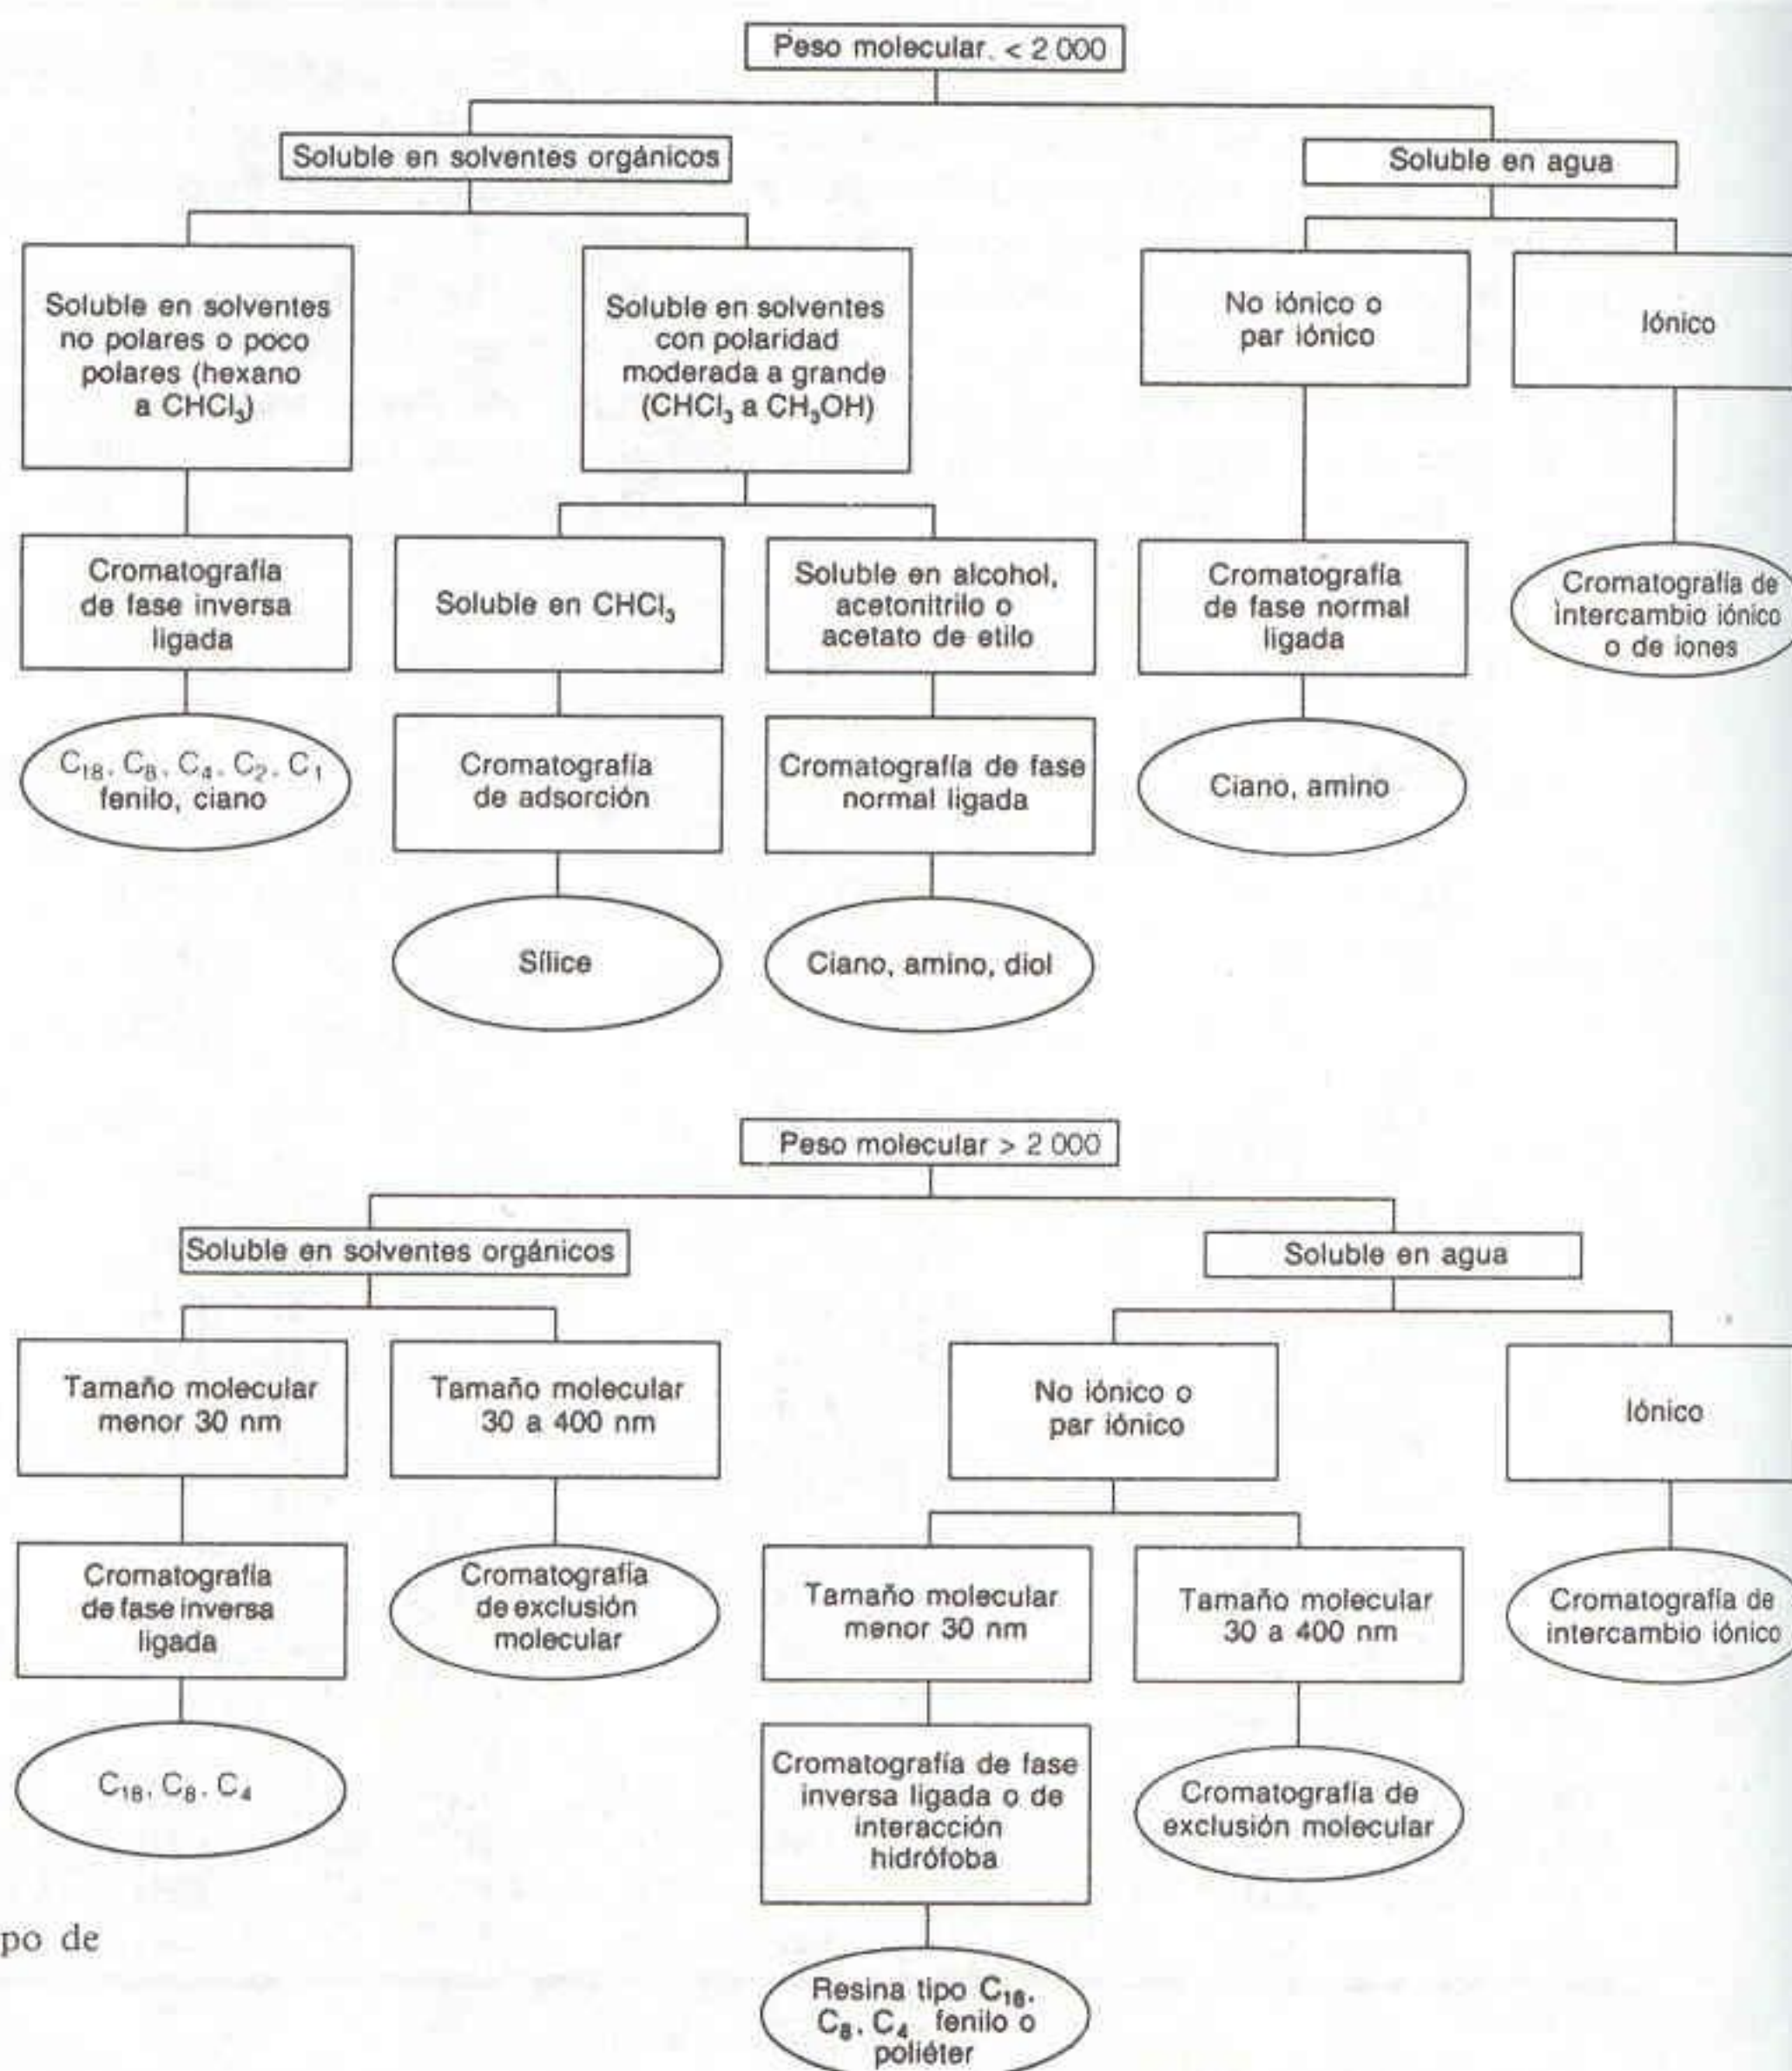 Peso molecular. < 2 000
Soluble en solventes orgánicos
Soluble en agua
Soluble en solventes
no polares o poco
polares (hexano
a CHCl₃)
Soluble en solventes
con polaridad
moderada a grande
(CHCl₃ a CH₃OH)
No iónico o
par iónico
Iónico
Cromatografía
de fase inversa
ligada
Soluble en CHCl₃
Soluble en alcohol,
acetonitrilo o
acetato de etilo
Cromatografía
de fase normal
ligada
Cromatografía de
intercambio iónico
o de iones
C₁₈, C₈, C₄, C₂, C₁
fenilo, ciano
Cromatografía
de adsorción
Cromatografía de fase
normal ligada
Ciano, amino
Sílice
Ciano, amino, diol
Peso molecular > 2 000
Soluble en solventes orgánicos
Soluble en agua
Tamaño molecular
menor 30 nm
Tamaño molecular
30 a 400 nm
No iónico o
par iónico
Iónico
Cromatografía
de fase inversa
ligada
Cromatografía
de exclusión
molecular
Tamaño molecular
menor 30 nm
Tamaño molecular
30 a 400 nm
Cromatografía de
intercambio iónico
C₁₈, C₈, C₄
Cromatografía de fase
inversa ligada o de
interacción
hidrófoba
Cromatografía de
exclusión molecular
po de
Resina tipo C₁₈,
C₈, C₄ fenilo o
poliéter